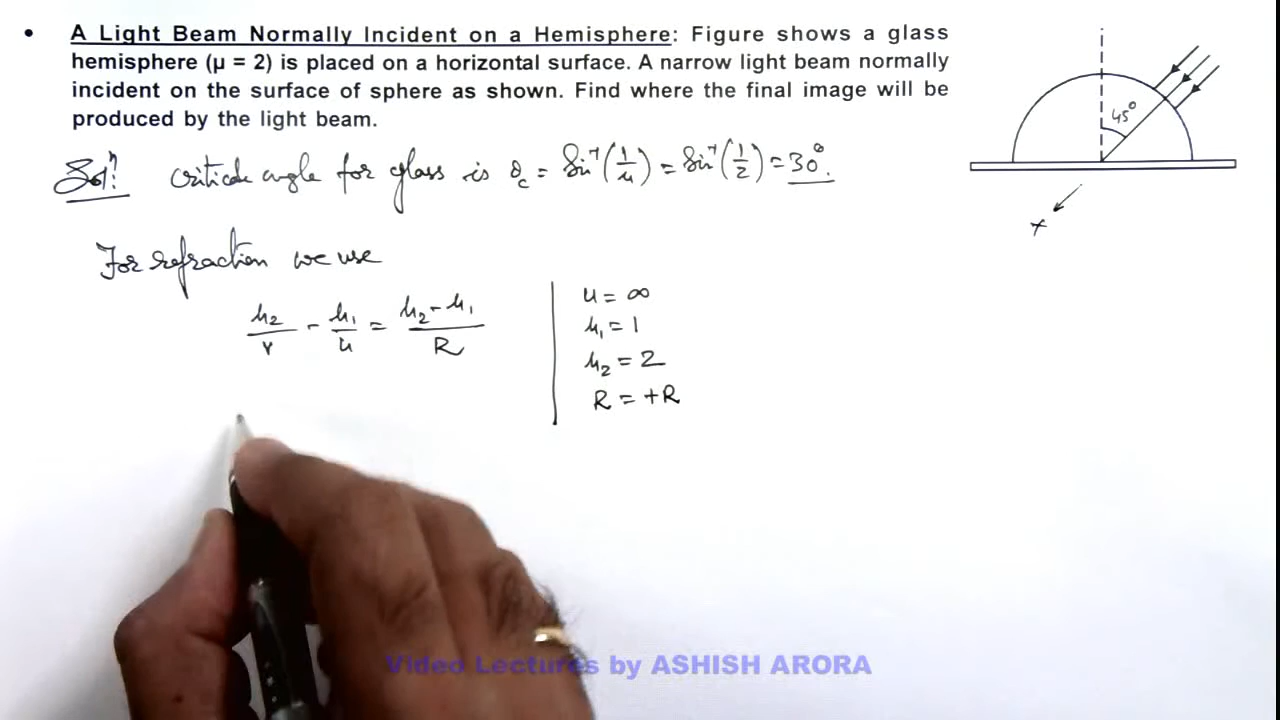 • A Light Beam Normally Incident on a Hemisphere: Figure shows a glass
hemisphere (μ = 2) is placed on a horizontal surface. A narrow light beam normally
incident on the surface of sphere as shown. Find where the final image will be
produced by the light beam.
45°
Solⁿ: Critical angle for glass is θc = Sin⁻¹(1/μ) = Sin⁻¹(1/2) = 30°.
x
For refraction we use
μ₂/v - μ₁/u = μ₂-μ₁/R
u = ∞
μ₁ = 1
μ₂ = 2
R = +R
Video Lectures by ASHISH ARORA